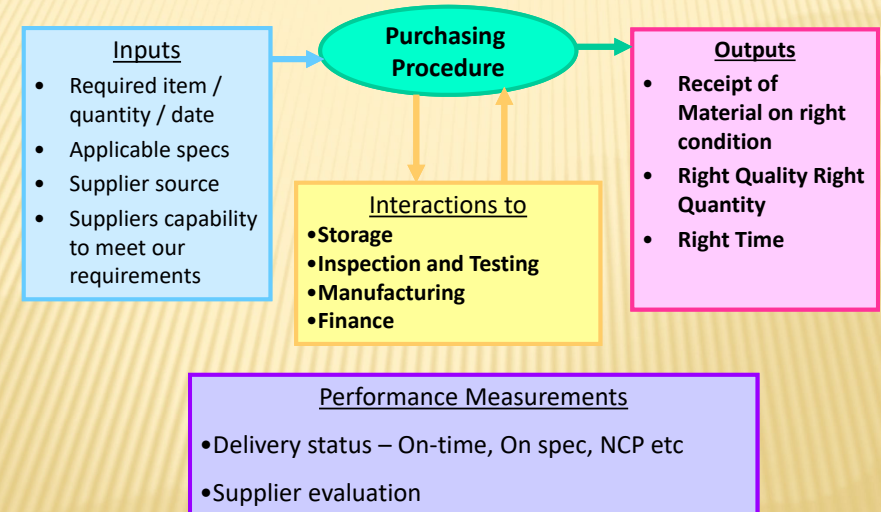 Purchasing
Procedure
Inputs
• Required item /
quantity / date
• Applicable specs
• Supplier source
• Suppliers capability
to meet our
requirements
Interactions to
•Storage
•Inspection and Testing
•Manufacturing
•Finance
Outputs
• Receipt of
Material on right
condition
• Right Quality Right
Quantity
• Right Time
Performance Measurements
•Delivery status – On-time, On spec, NCP etc
•Supplier evaluation